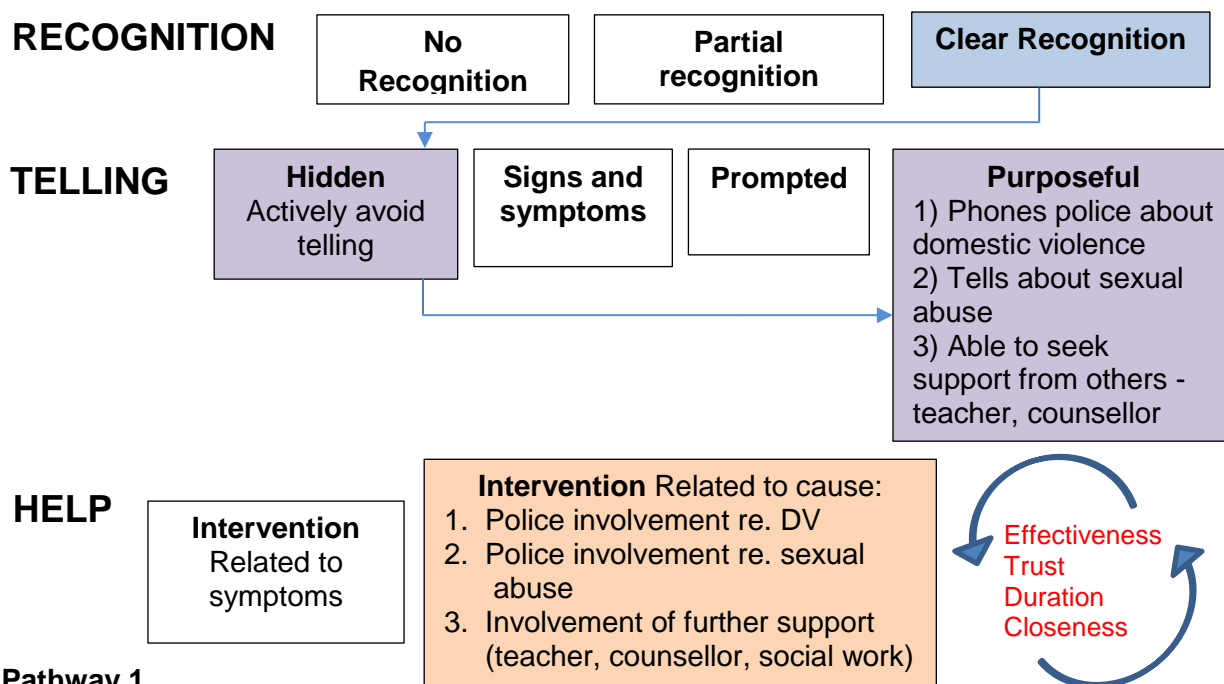 RECOGNITION
No
Recognition
Partial
recognition
Clear Recognition
TELLING
Hidden
Actively avoid
telling
Signs and
symptoms
Prompted
Purposeful
1) Phones police about
domestic violence
2) Tells about sexual
abuse
3) Able to seek
support from others -
teacher, counsellor
HELP
Intervention
Related to
symptoms
Intervention Related to cause:
1. Police involvement re. DV
2. Police involvement re. sexual
abuse
3. Involvement of further support
(teacher, counsellor, social work)
Effectiveness
Trust
Duration
Closeness
Pathway 1